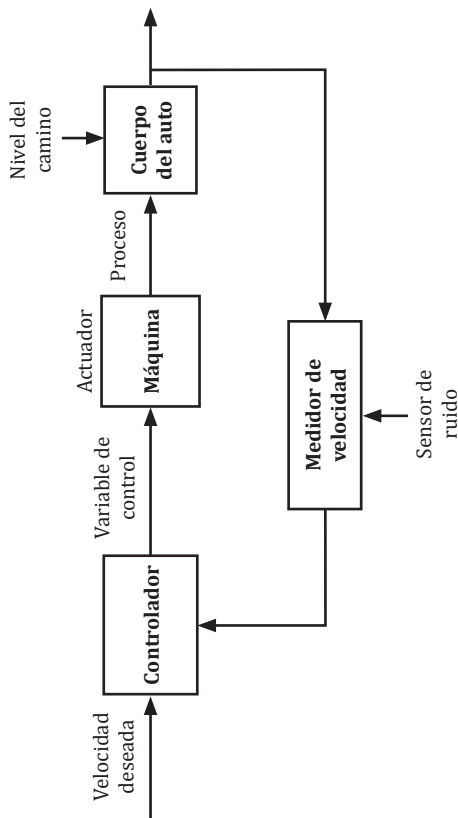 Velocidad
deseada
Controlador
Variable de
control
Actuador
Máquina
Proceso
Nivel del
camino
Cuerpo
del auto
Medidor de
velocidad
Sensor de
ruido